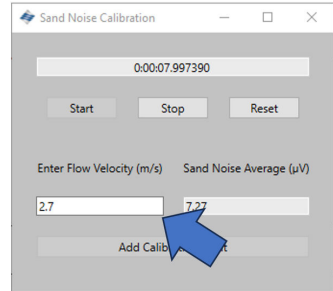 Sand Noise Calibration
0:00:07.997390
Start Stop Reset
Enter Flow Velocity (m/s) Sand Noise Average (μV)
2.7 7.27
Add